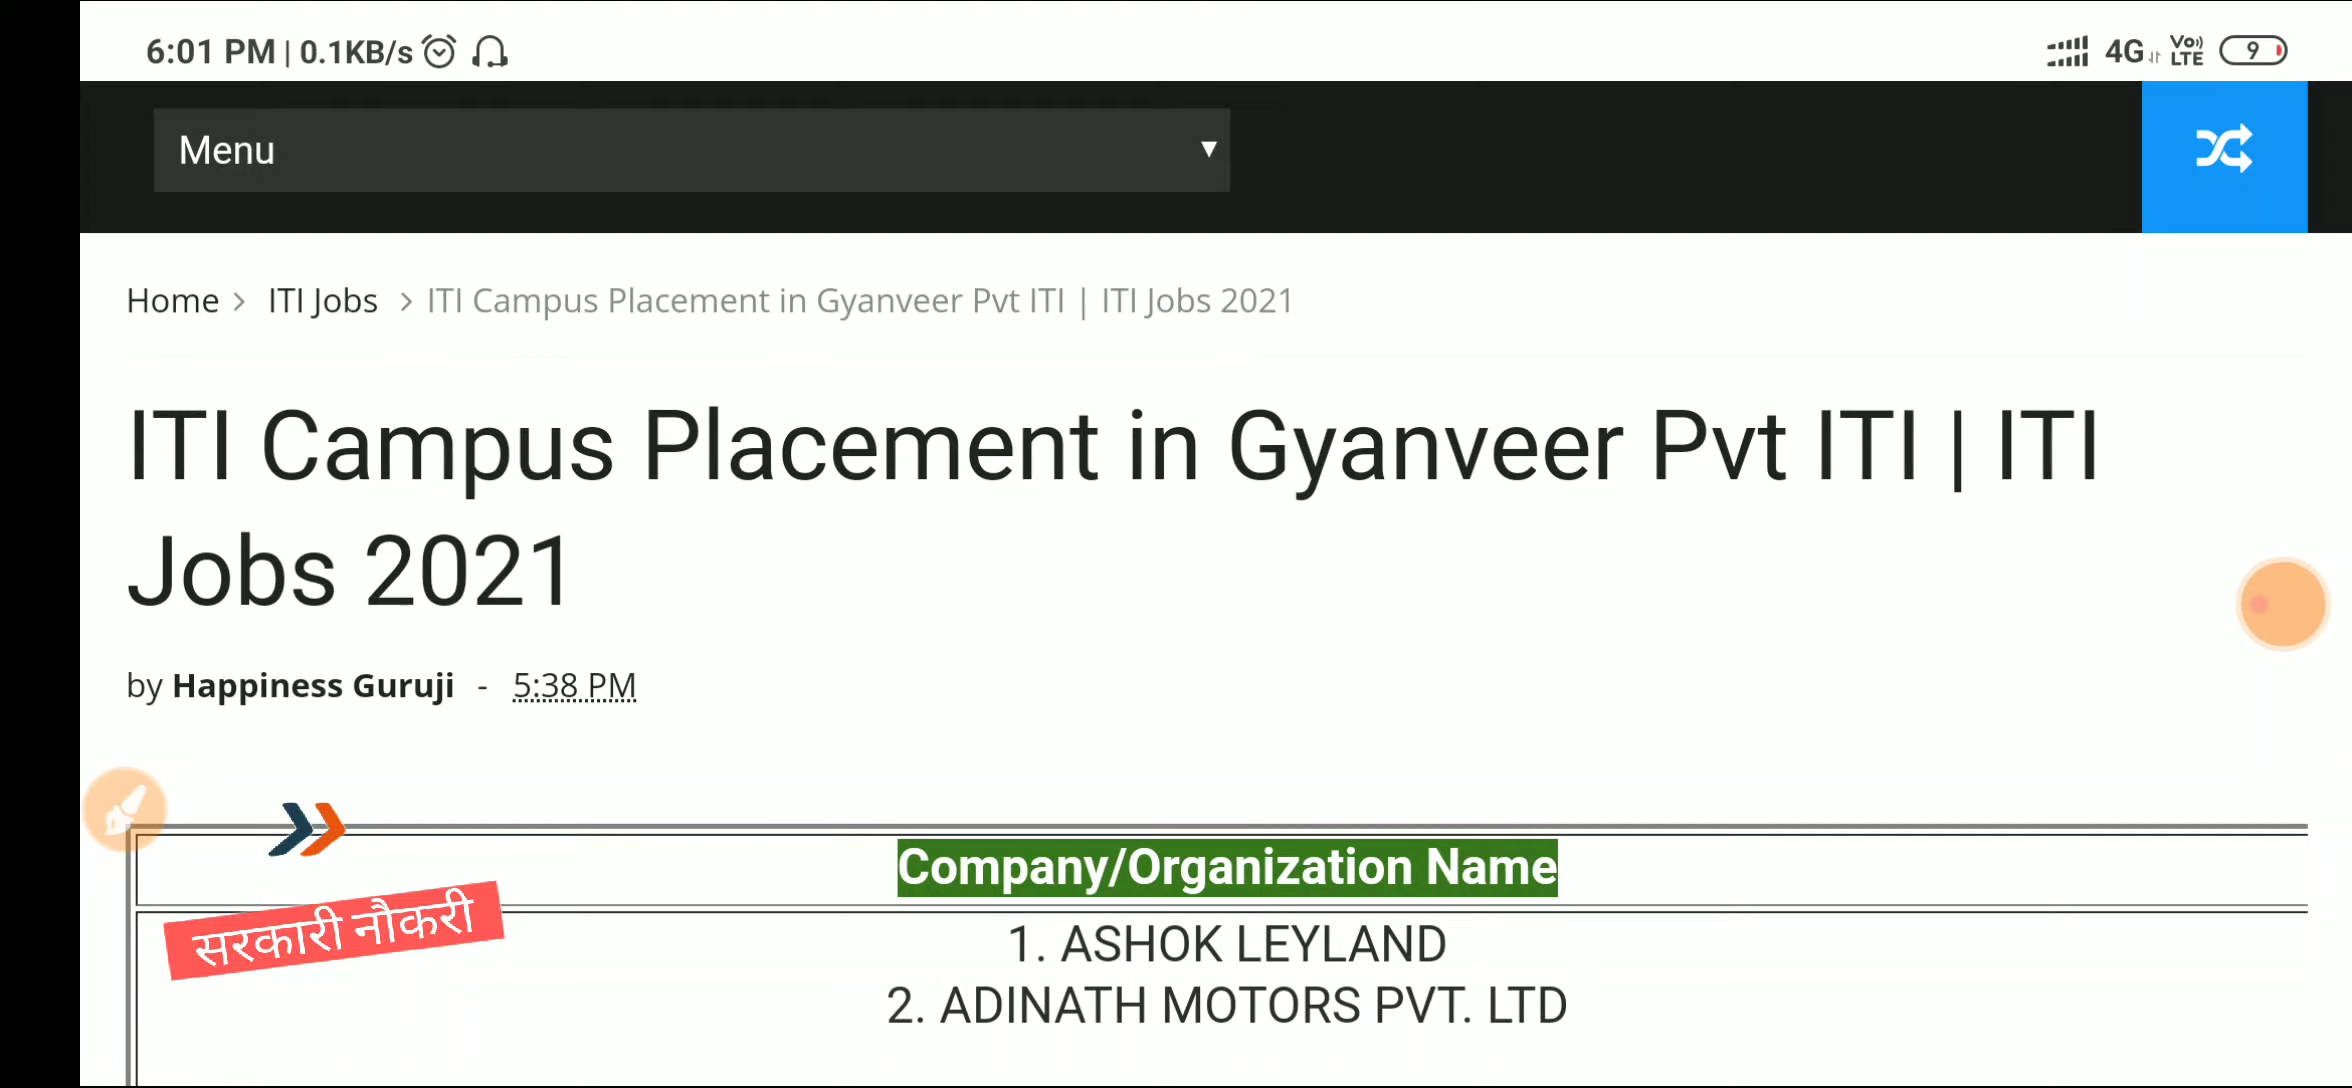 6:01 PM | 0.1KB/s 4G Vo)) LTE 9
Menu
Home > ITI Jobs > ITI Campus Placement in Gyanveer Pvt ITI | ITI Jobs 2021
ITI Campus Placement in Gyanveer Pvt ITI | ITI
Jobs 2021
by Happiness Guruji - 5:38 PM
Company/Organization Name
सरकारी नौकरी
1. ASHOK LEYLAND
2. ADINATH MOTORS PVT. LTD